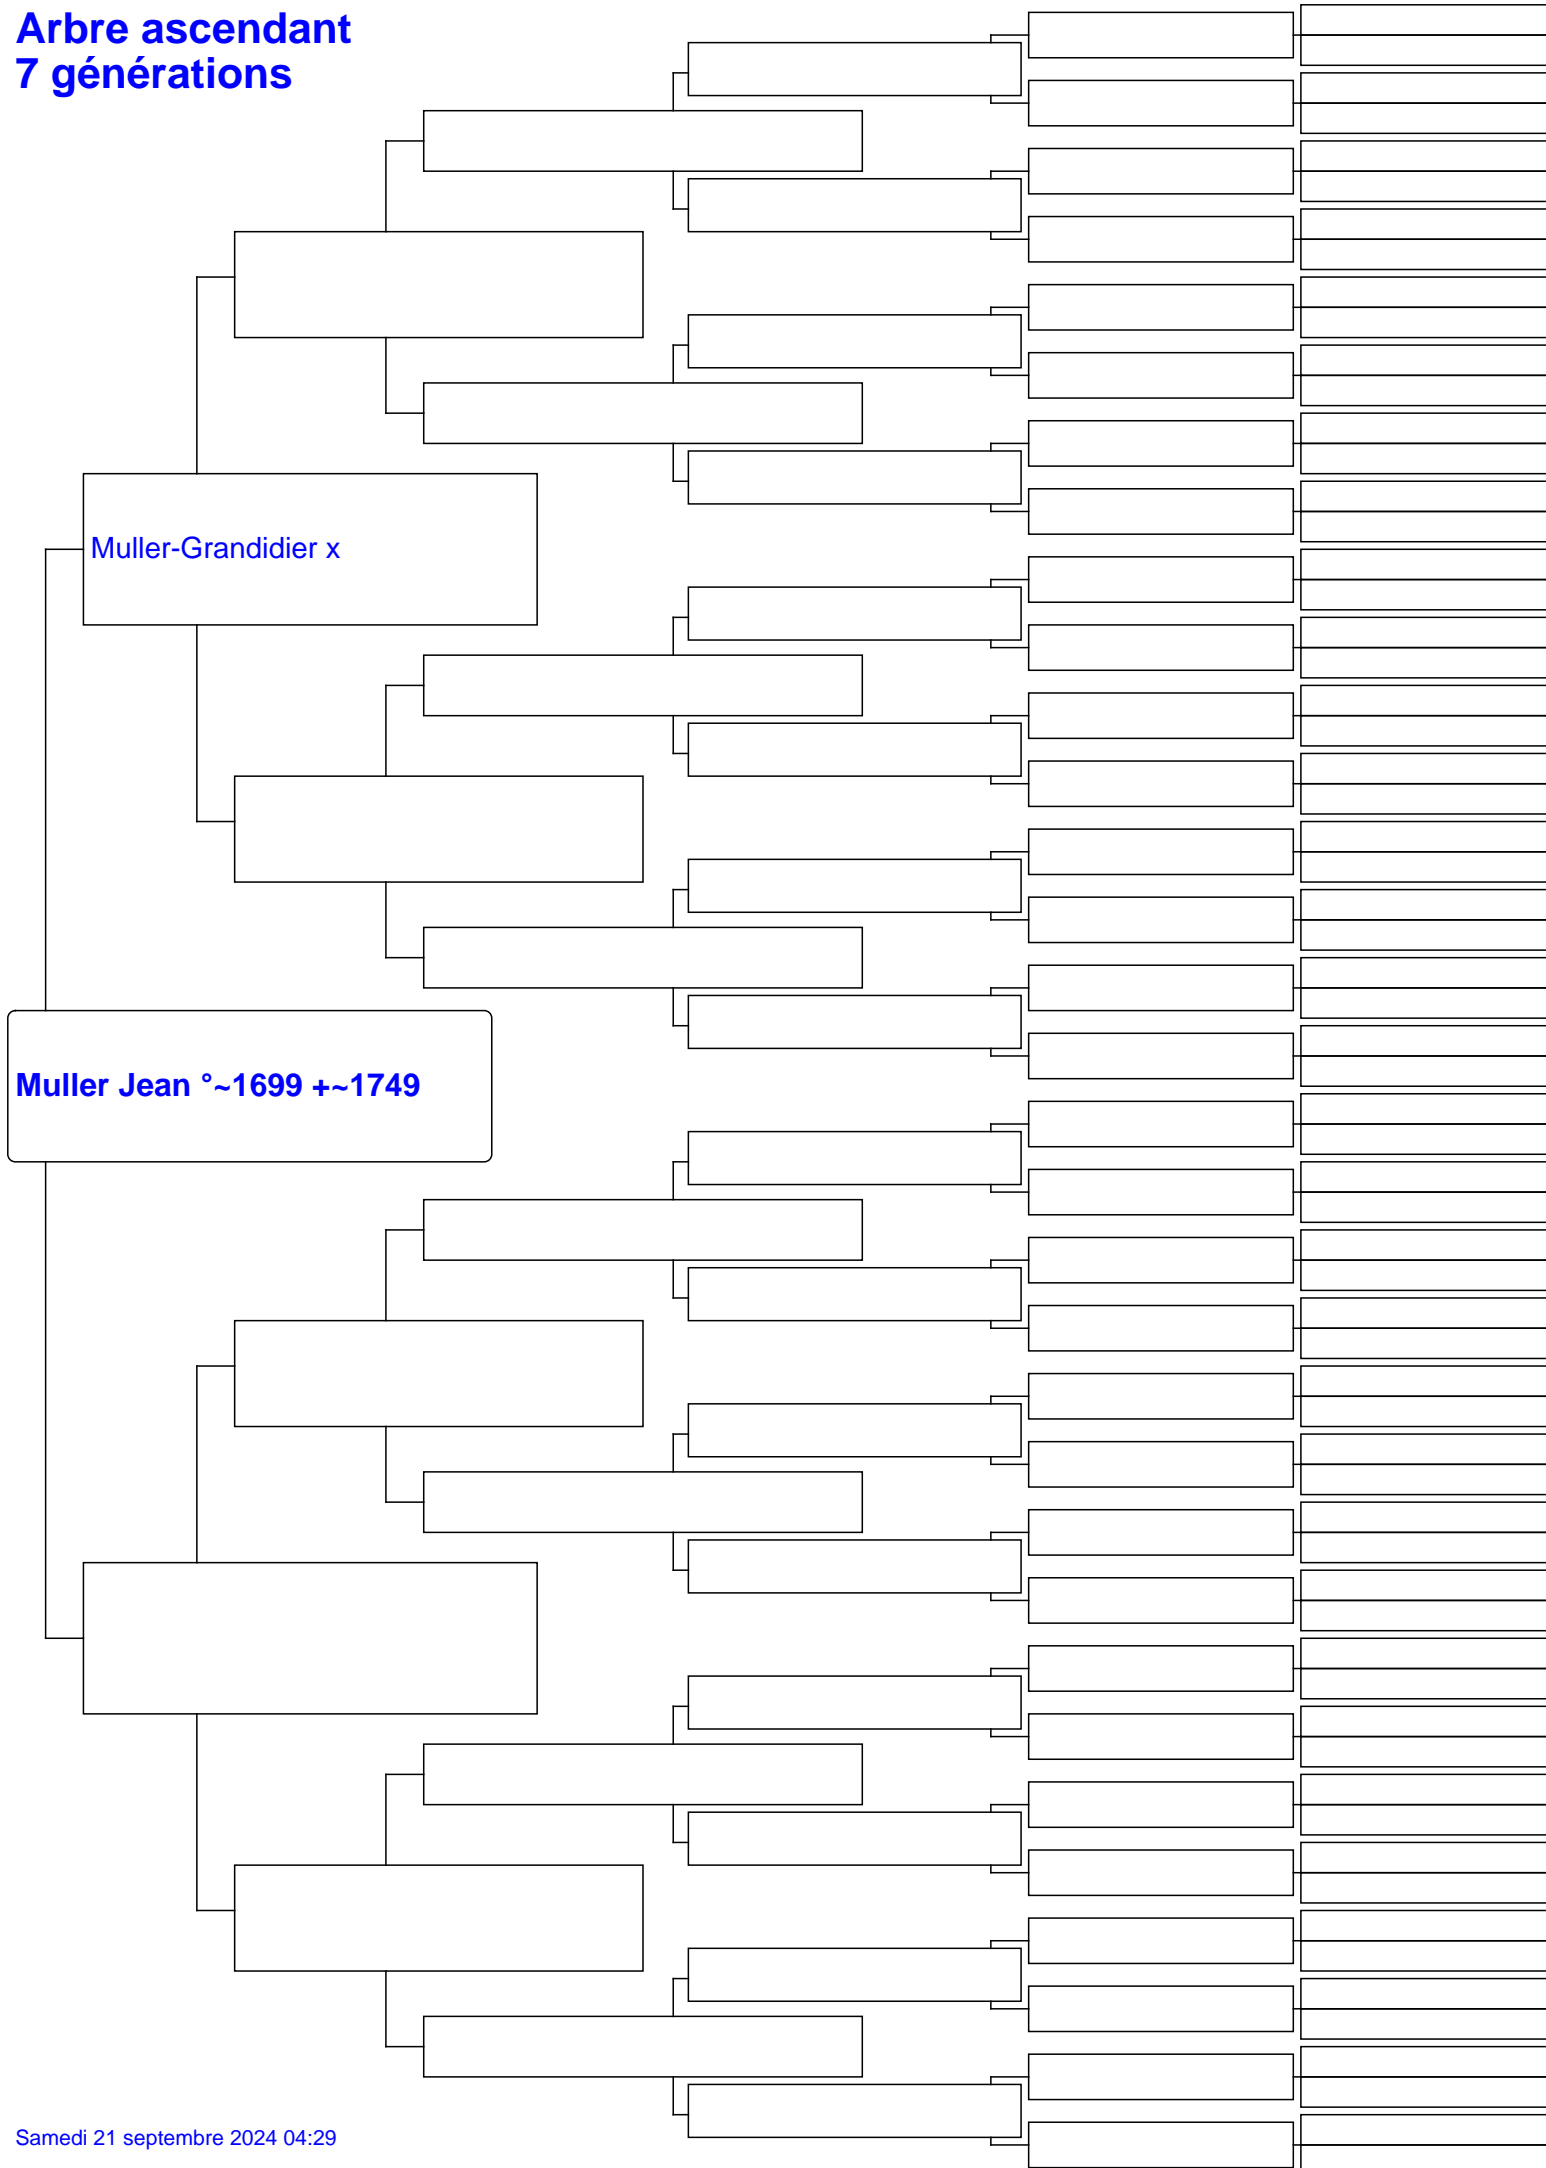 Arbre ascendant
7 générations
Muller-Grandidier x
Muller Jean °~1699 +~1749
Samedi 21 septembre 2024 04:29